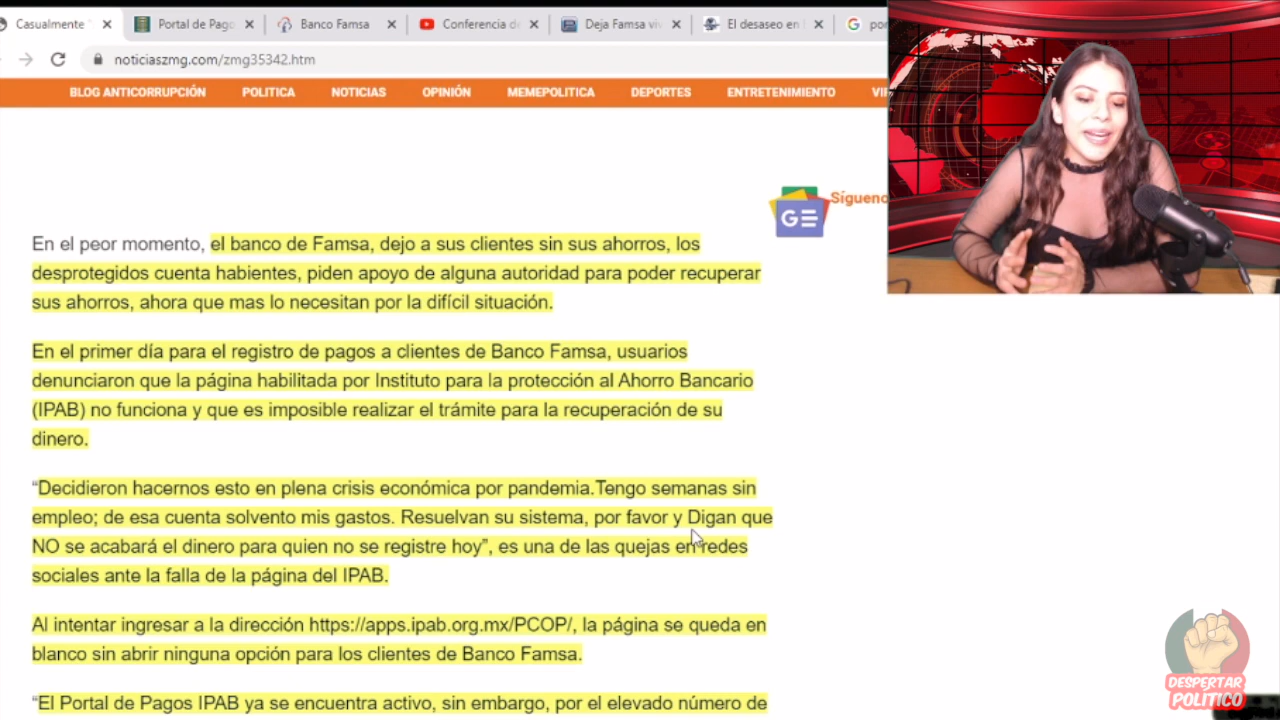 Casualmente
Portal de Pago
Banco Famsa
Conferencia de
Deja Famsa viv
El desaseo en
por
noticiaszmg.com/zmg35342.htm
BLOG ANTICORRUPCIÓN
POLITICA
NOTICIAS
OPINIÓN
MEMEPOLITICA
DEPORTES
ENTRETENIMIENTO
Sígueno
En el peor momento, el banco de Famsa, dejo a sus clientes sin sus ahorros, los
desprotegidos cuenta habientes, piden apoyo de alguna autoridad para poder recuperar
sus ahorros, ahora que mas lo necesitan por la difícil situación.
En el primer día para el registro de pagos a clientes de Banco Famsa, usuarios
denunciaron que la página habilitada por Instituto para la protección al Ahorro Bancario
(IPAB) no funciona y que es imposible realizar el trámite para la recuperación de su
dinero.
“Decidieron hacernos esto en plena crisis económica por pandemia.Tengo semanas sin
empleo; de esa cuenta solvento mis gastos. Resuelvan su sistema, por favor y Digan que
NO se acabará el dinero para quien no se registre hoy”, es una de las quejas en redes
sociales ante la falla de la página del IPAB.
Al intentar ingresar a la dirección https://apps.ipab.org.mx/PCOP/, la página se queda en
blanco sin abrir ninguna opción para los clientes de Banco Famsa.
“El Portal de Pagos IPAB ya se encuentra activo, sin embargo, por el elevado número de
DESPERTAR
POLITICO